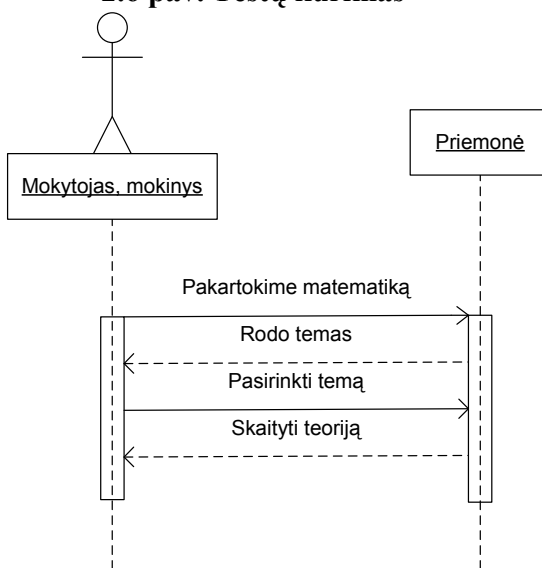 Priemonė
Mokytojas, mokinys
Pakartokime matematiką
Rodo temas
Pasirinkti temą
Skaityti teoriją